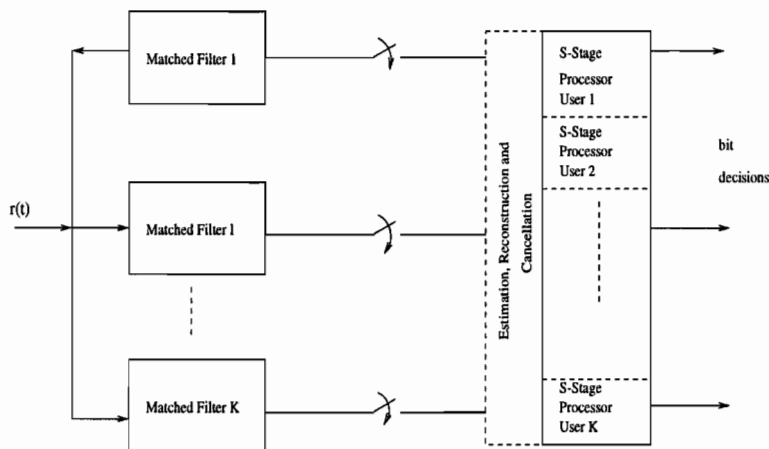 Matched Filter 1
S-Stage
Processor
User 1
S-Stage
Processor
User 2
bit
decisions
r(t)
Matched Filter l
Estimation, Reconstruction and
Cancellation
Matched Filter K
S-Stage
Processor
User K